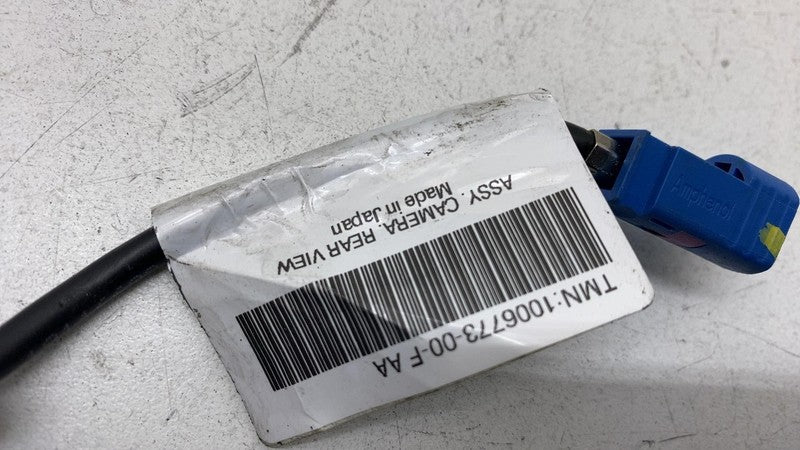 ASSY . CAMERA. REAR VIEW
Made in Japan
TMN:1006773-00-F AA
Amphenol